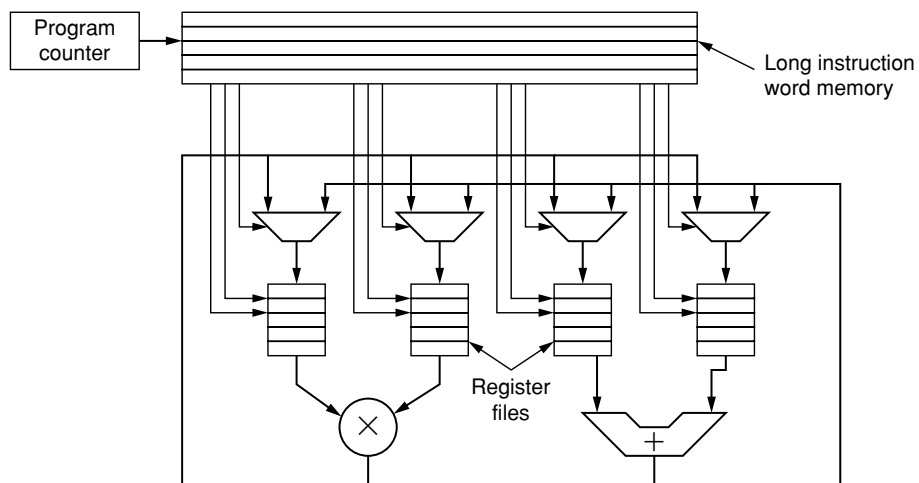 Program
counter
Long instruction
word memory
Register
files
×
+